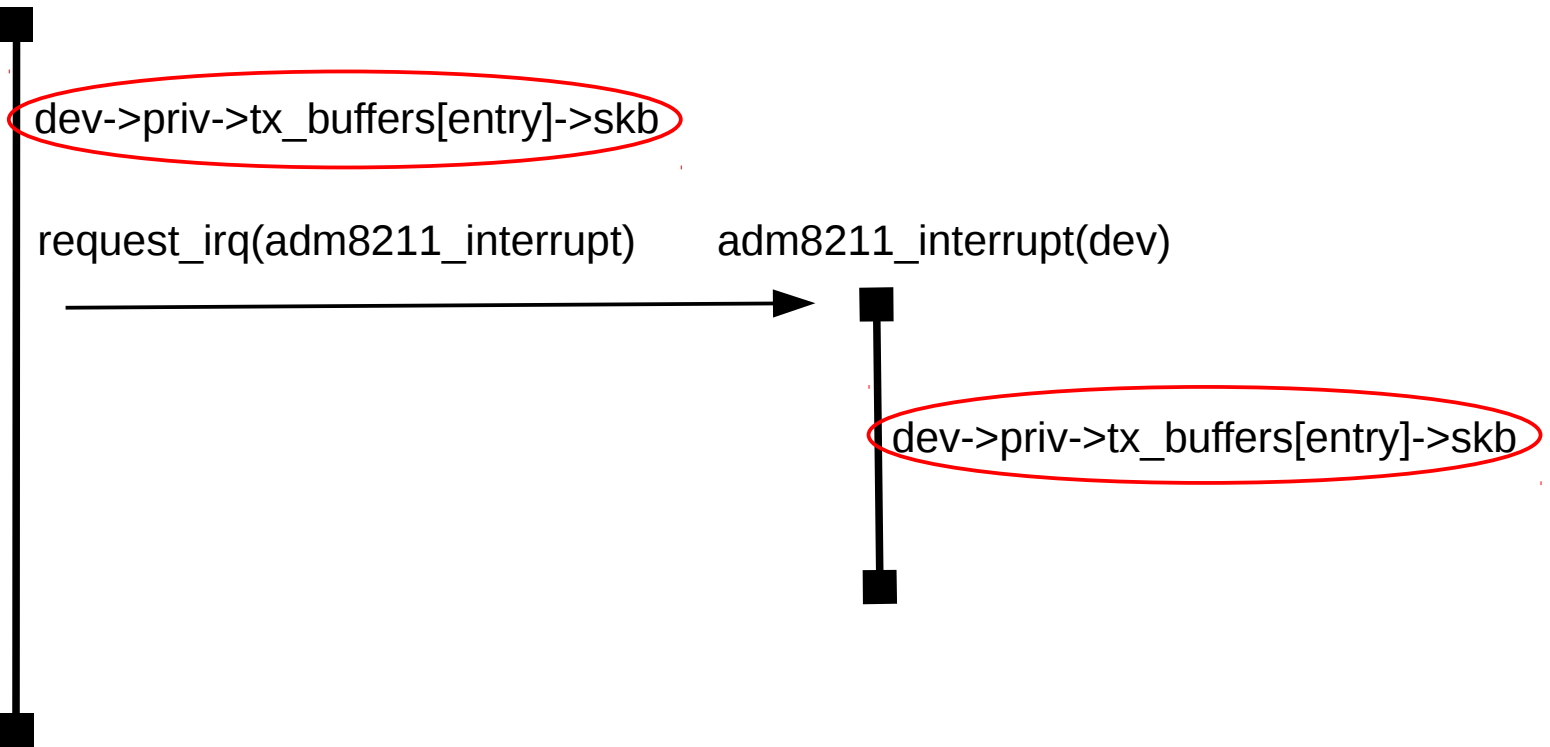 dev->priv->tx_buffers[entry]->skb
request_irq(adm8211_interrupt)
adm8211_interrupt(dev)
dev->priv->tx_buffers[entry]->skb